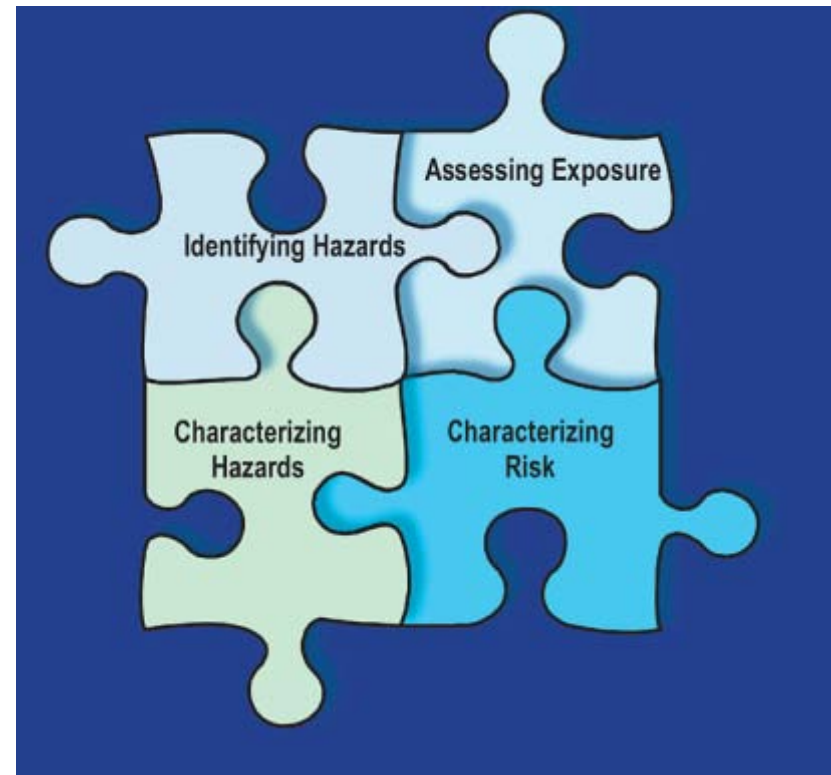 Assessing Exposure
Identifying Hazards
Characterizing
Hazards
Characterizing
Risk